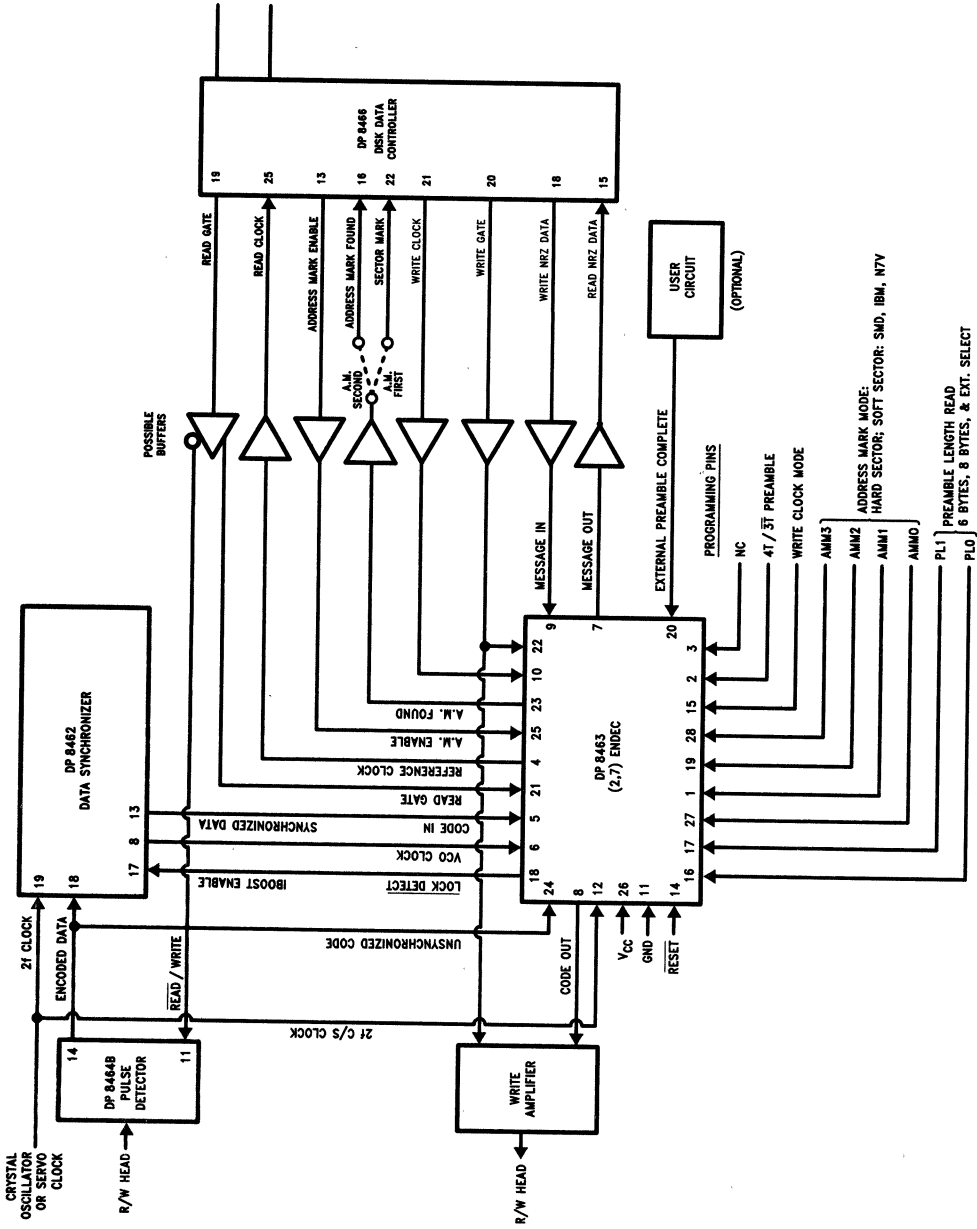 CRYSTAL
OSCILLATOR
OR SERVO
CLOCK
2f CLOCK
19
DP 8462
DATA SYNCHRONIZER
18
17
8
13
ENCODED DATA
14
DP 8464B
PULSE
DETECTOR
11
R/W HEAD
READ / WRITE
2f C/S CLOCK
UNSYNCHRONIZED CODE
IBOOST ENABLE
LOCK DETECT
VCO CLOCK
SYNCHRONIZED DATA
CODE IN
READ GATE
REFERENCE CLOCK
A.M. ENABLE
A.M. FOUND
POSSIBLE
BUFFERS
READ GATE
19
READ CLOCK
25
ADDRESS MARK ENABLE
13
ADDRESS MARK FOUND
16
SECTOR MARK
22
A.M.
SECOND
A.M.
FIRST
WRITE CLOCK
21
WRITE GATE
20
WRITE NRZ DATA
18
READ NRZ DATA
15
DP 8466
DISK DATA
CONTROLLER
WRITE
AMPLIFIER
R/W HEAD
CODE OUT
VCC
GND
RESET
24
8
12
26
11
14
18
6
5
21
4
25
23
10
22
DP 8463
(2,7) ENDEC
9
7
20
MESSAGE IN
MESSAGE OUT
EXTERNAL PREAMBLE COMPLETE
USER
CIRCUIT
(OPTIONAL)
16
17
27
1
19
28
15
2
3
PROGRAMMING PINS
NC
4T / 3T PREAMBLE
WRITE CLOCK MODE
AMM3
AMM2
AMM1
AMM0
ADDRESS MARK MODE:
HARD SECTOR; SOFT SECTOR: SMD, IBM, N7V
PL1
PL0
PREAMBLE LENGTH READ
6 BYTES, 8 BYTES, & EXT. SELECT